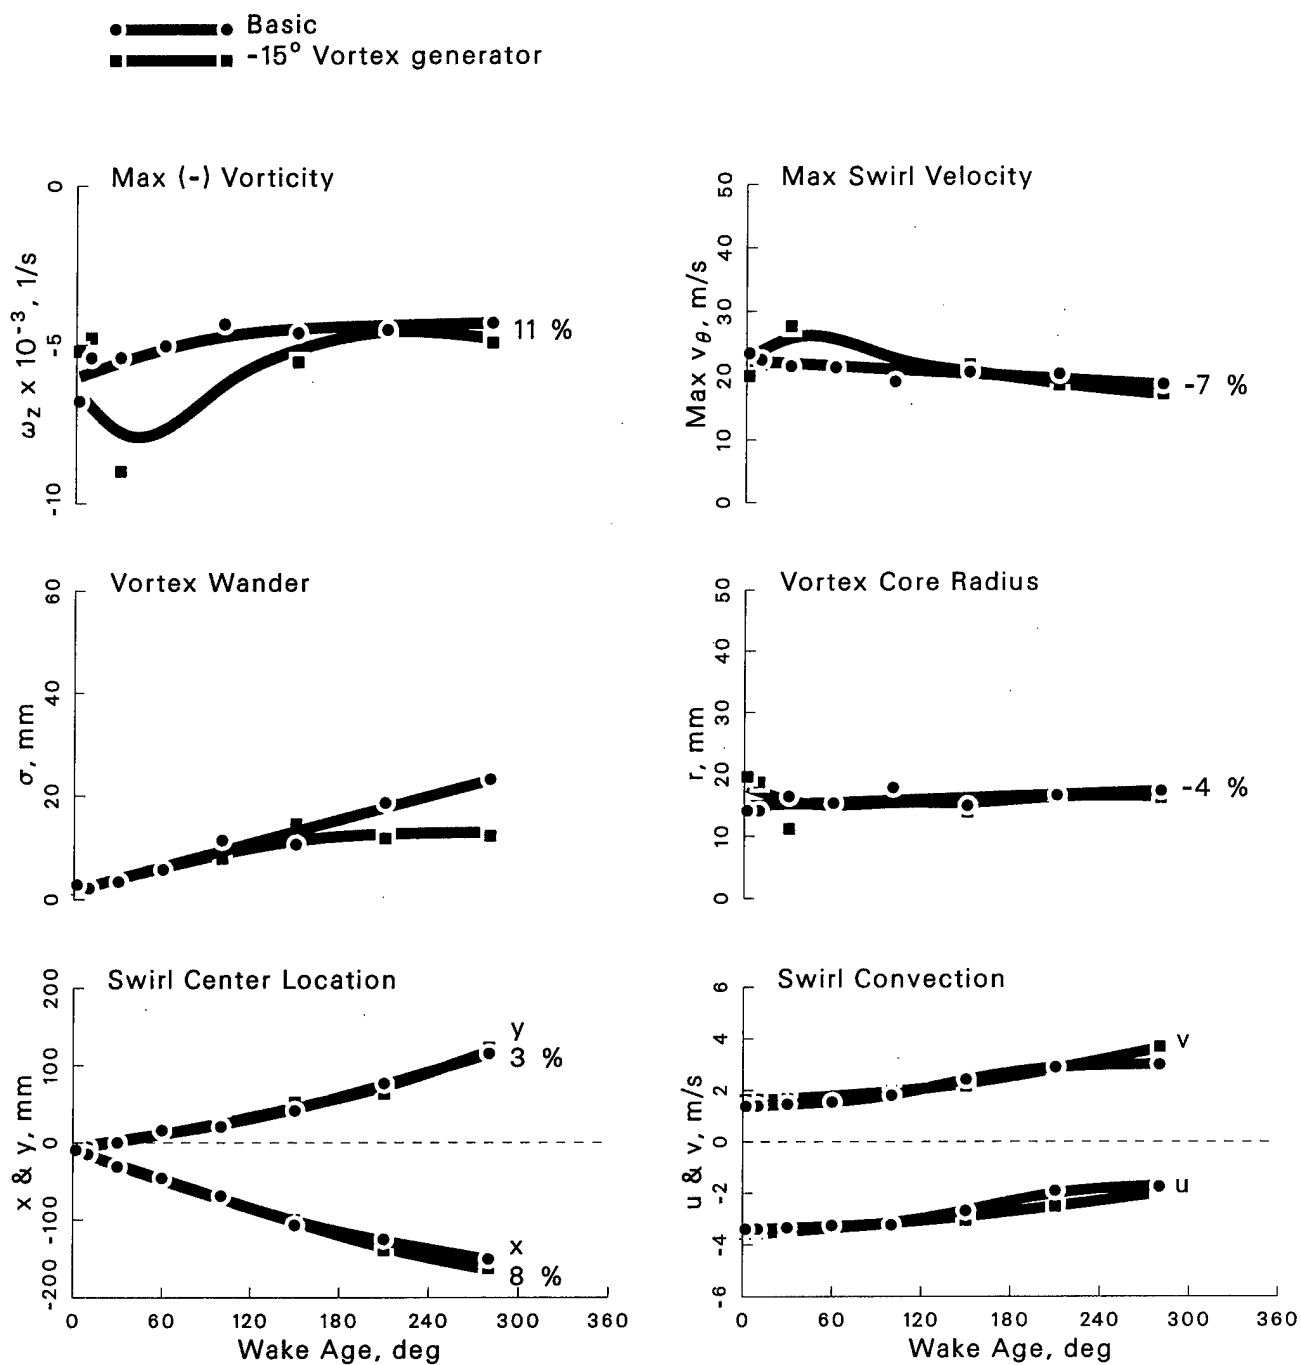 Basic
-15° Vortex generator
Max (-) Vorticity
0
-5
-10
ω_z x 10⁻³, 1/s
11 %
Max Swirl Velocity
50
40
30
20
10
0
Max v_θ, m/s
-7 %
Vortex Wander
60
40
20
0
σ, mm
Vortex Core Radius
50
40
30
20
10
0
r, mm
-4 %
Swirl Center Location
200
100
0
-100
-200
x & y, mm
y
3 %
x
8 %
0 60 120 180 240 300 360
Wake Age, deg
Swirl Convection
6
4
2
0
-2
-4
-6
u & v, m/s
v
u
0 60 120 180 240 300 360
Wake Age, deg